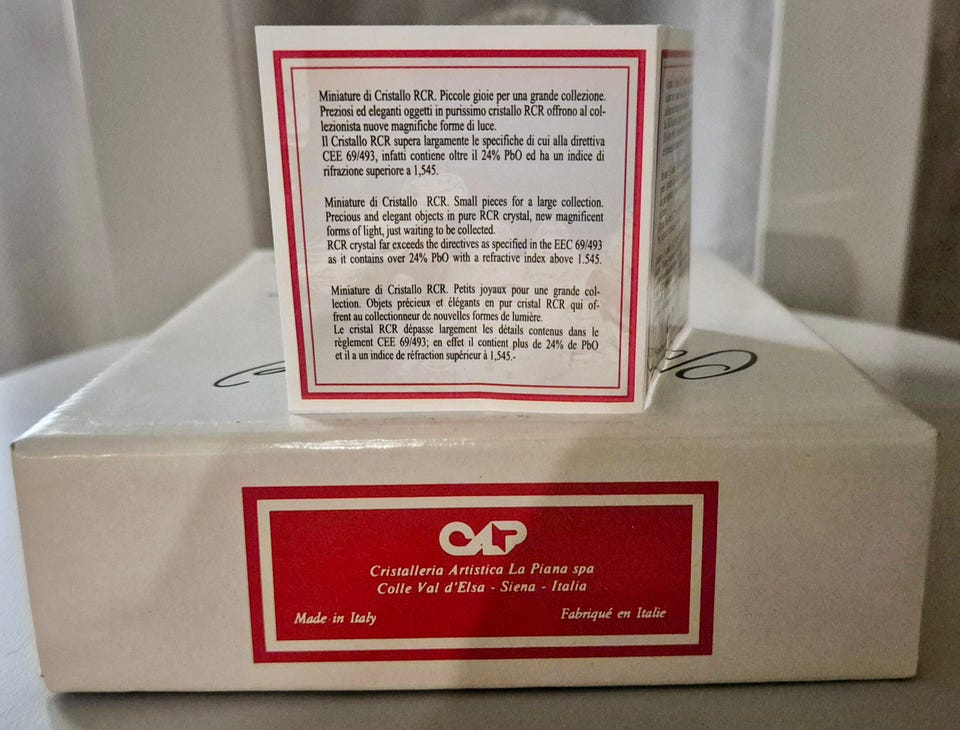 Miniature di Cristallo RCR. Piccole gioie per una grande collezione.
Preziosi ed eleganti oggetti in purissimo cristallo RCR offrono al col-
lezionista nuove magnifiche forme di luce.
Il Cristallo RCR supera largamente le specifiche di cui alla direttiva
CEE 69/493, infatti contiene oltre il 24% PbO ed ha un indice di
rifrazione superiore a 1,545.
Miniature di Cristallo RCR. Small pieces for a large collection.
Precious and elegant objects in pure RCR crystal, new magnificent
forms of light, just waiting to be collected.
RCR crystal far exceeds the directives as specified in the EEC 69/493
as it contains over 24% PbO with a refractive index above 1.545.
Miniature di Cristallo RCR. Petits joyaux pour une grande col-
lection. Objets précieux et élégants en pur cristal RCR qui of-
frent au collectionneur de nouvelles formes de lumière.
Le cristal RCR dépasse largement les détails contenus dans le
règlement CEE 69/493; en effet il contient plus de 24% de PbO
et il a un indice de réfraction supérieur à 1,545.-
CALP
Cristalleria Artistica La Piana spa
Colle Val d'Elsa - Siena - Italia
Made in Italy
Fabriqué en Italie